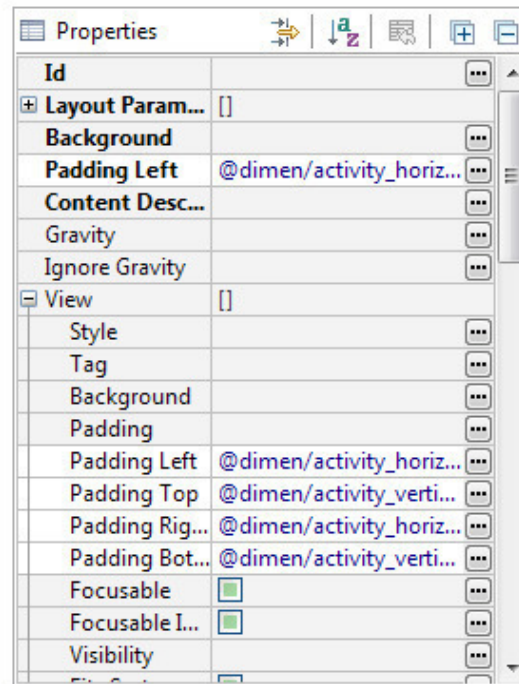 Properties
Id
Layout Param... []
Background
Padding Left @dimen/activity_horiz...
Content Desc...
Gravity
Ignore Gravity
View []
Style
Tag
Background
Padding
Padding Left @dimen/activity_horiz...
Padding Top @dimen/activity_verti...
Padding Rig... @dimen/activity_horiz...
Padding Bot... @dimen/activity_verti...
Focusable
Focusable I...
Visibility